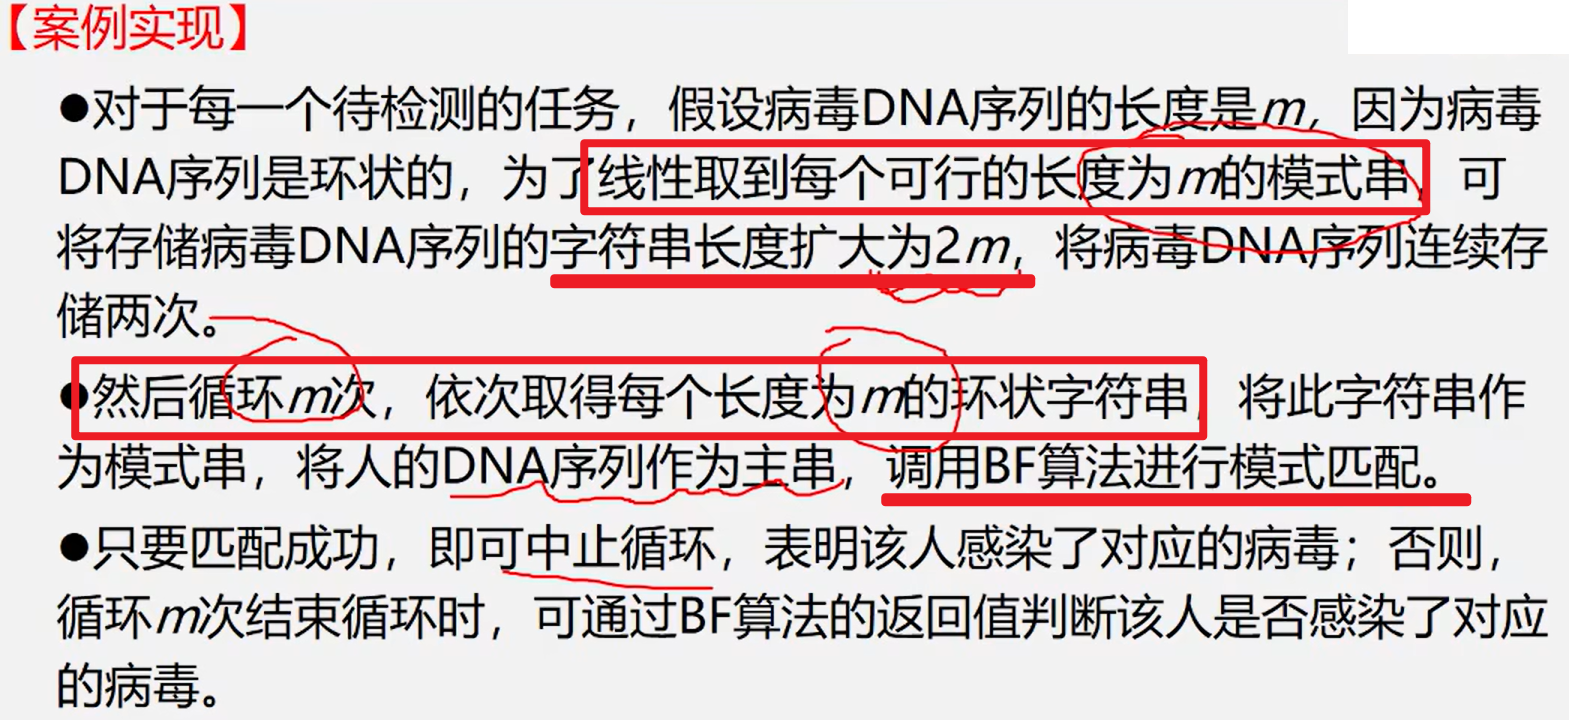 【案例实现】
●对于每一个待检测的任务，假设病毒DNA序列的长度是m，因为病毒
DNA序列是环状的，为了线性取到每个可行的长度为m的模式串，可
将存储病毒DNA序列的字符串长度扩大为2m，将病毒DNA序列连续存
储两次。
●然后循环m次，依次取得每个长度为m的环状字符串，将此字符串作
为模式串，将人的DNA序列作为主串，调用BF算法进行模式匹配。
●只要匹配成功，即可中止循环，表明该人感染了对应的病毒；否则，
循环m次结束循环时，可通过BF算法的返回值判断该人是否感染了对应
的病毒。